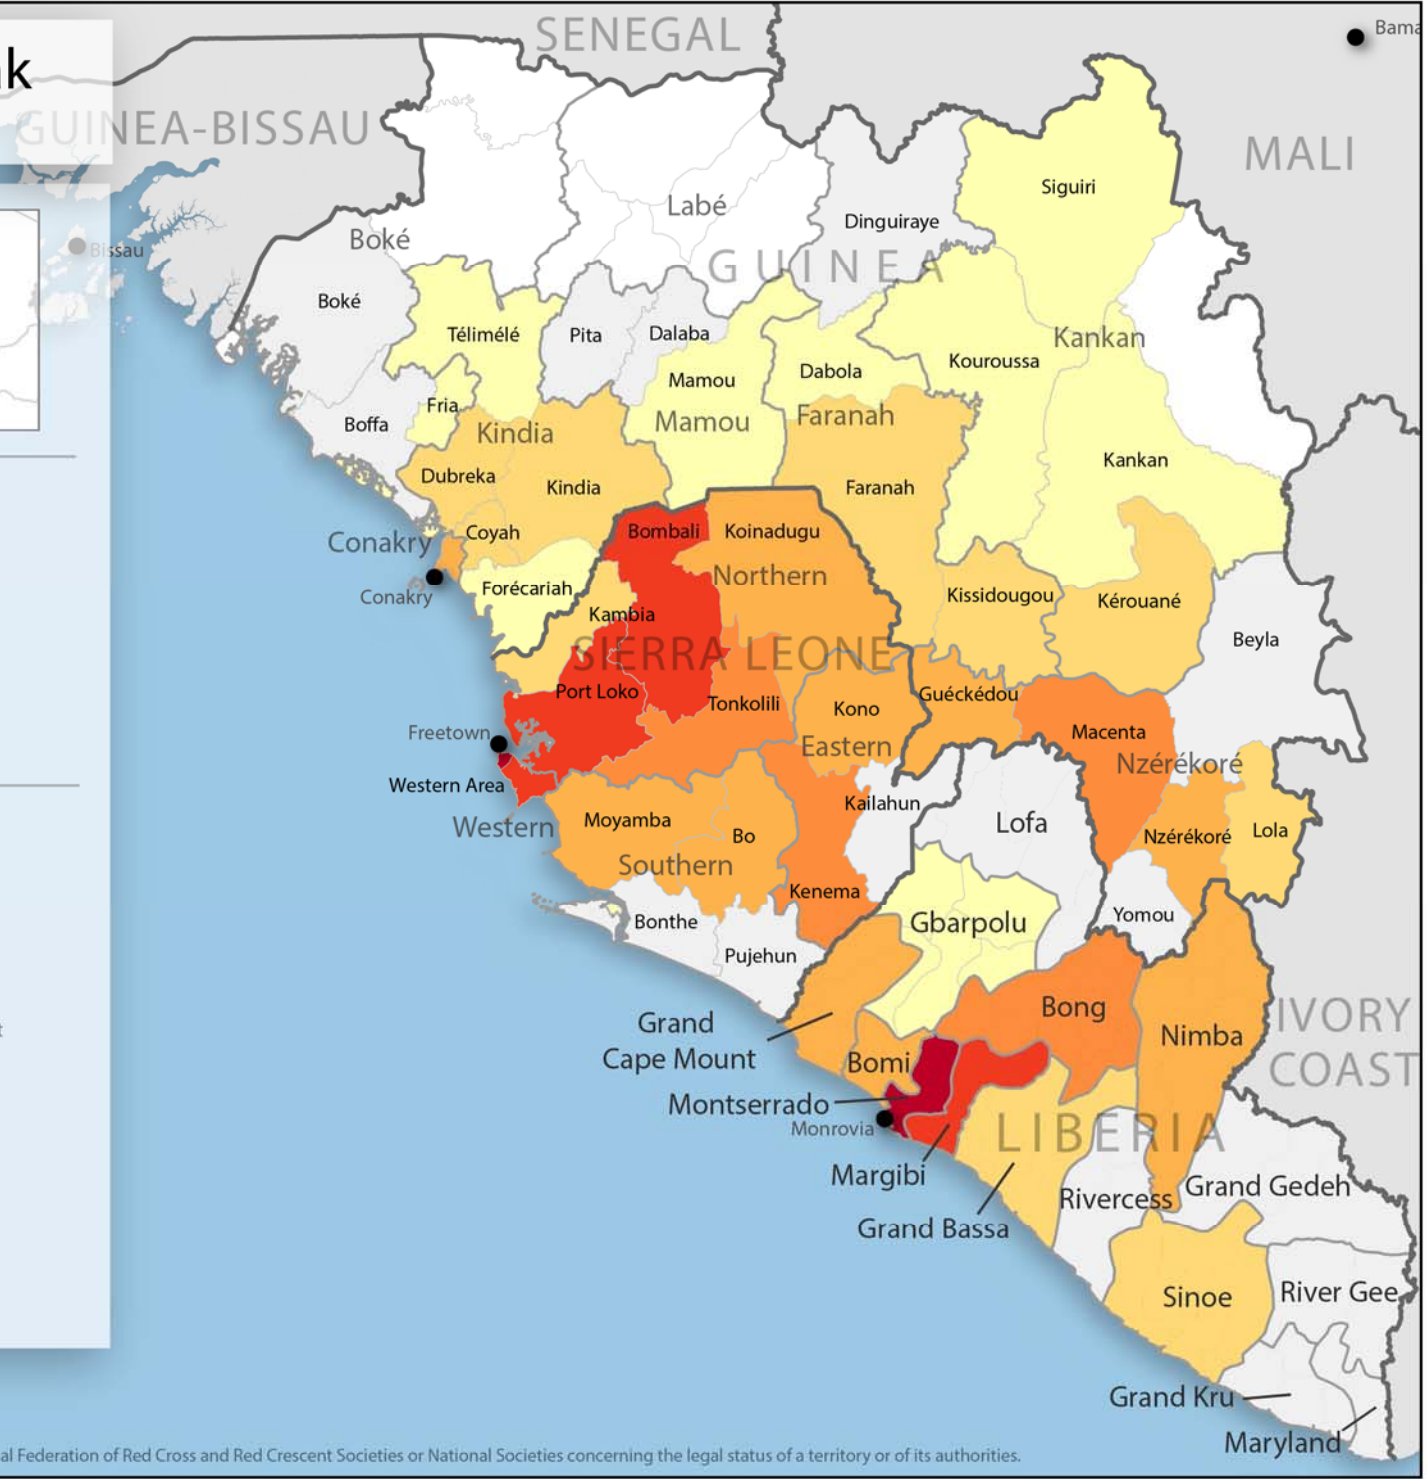 SENEGAL
Bama
k
GUINEA-BISSAU
MALI
Siguiri
Labé
Dinguiraye
Boké
Bissau
GUINEA
Boké
Télimélé
Pita
Dalaba
Kankan
Kouroussa
Dabola
Mamou
Fria
Faranah
Mamou
Boffa
Kindia
Kankan
Dubreka
Kindia
Faranah
Bombali
Koinadugu
Coyah
Conakry
Northern
Forécariah
Conakry
Kissidougou
Kérouané
Kambia
Beyla
SIERRA LEONE
Port Loko
Guéckédou
Tonkolili
Kono
Freetown
Macenta
Eastern
Nzérékoré
Western Area
Kailahun
Moyamba
Lofa
Western
Bo
Nzérékoré
Lola
Southern
Kenema
Yomou
Bonthe
Gbarpolu
Pujehun
Bong
IVORY
COAST
Grand
Cape Mount
Nimba
Bomi
Montserrado
Monrovia
LIBERIA
Margibi
Rivercess
Grand Gedeh
Grand Bassa
t
Sinoe
River Gee
Grand Kru
Maryland
al Federation of Red Cross and Red Crescent Societies or National Societies concerning the legal status of a territory or of its authorities.